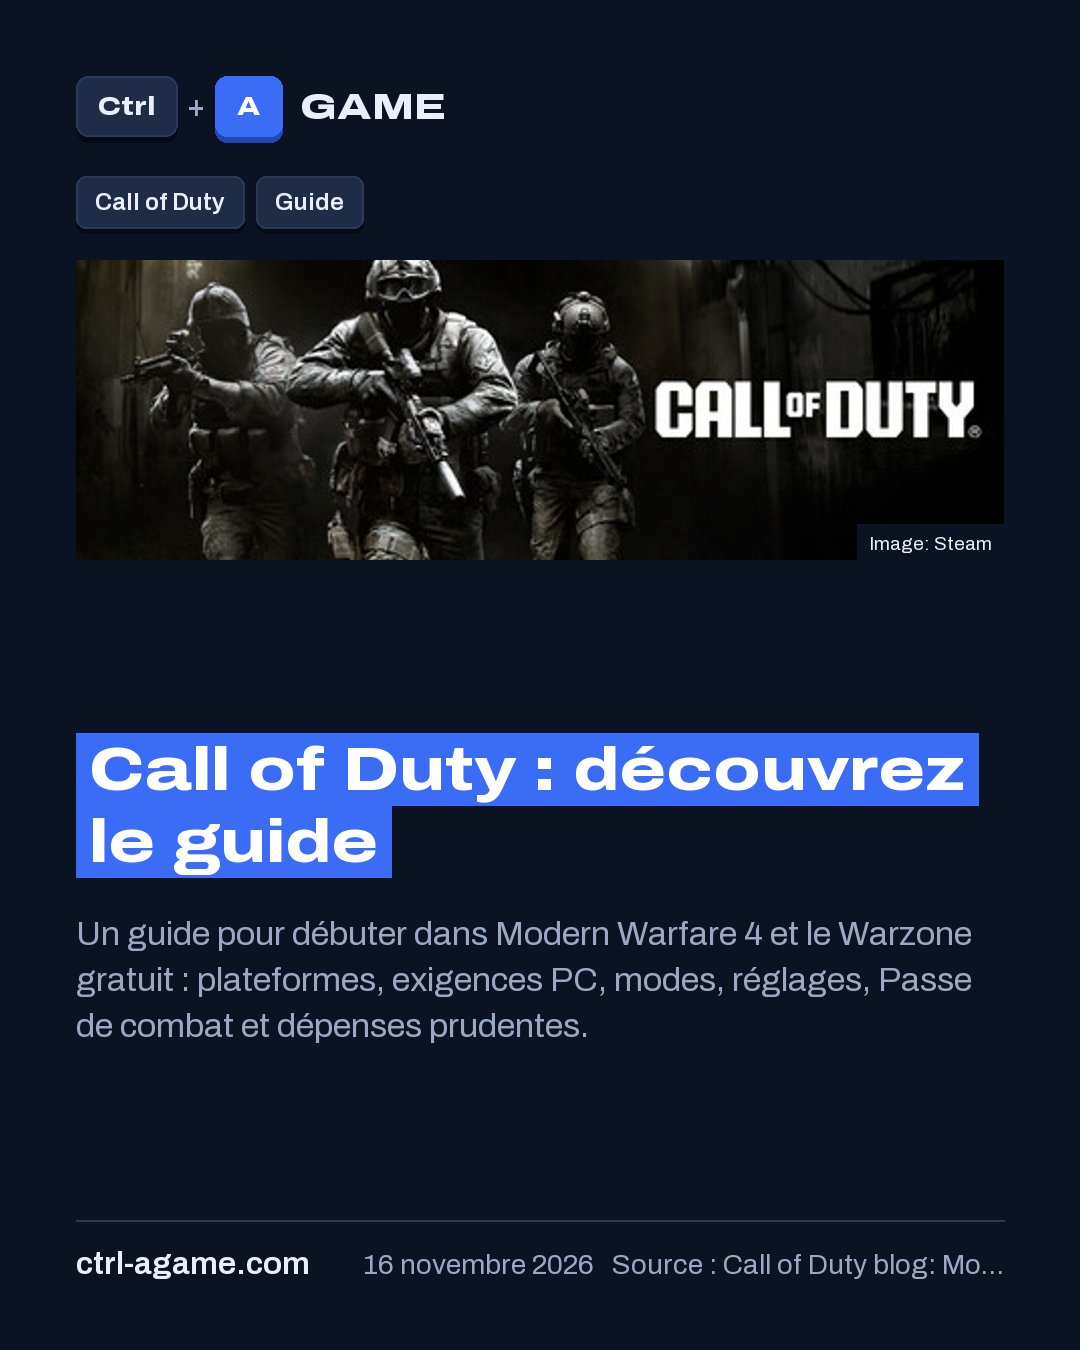 Ctrl + A GAME
Call of Duty Guide
CALL OF DUTY®
Image: Steam
Call of Duty : découvrez
le guide
Un guide pour débuter dans Modern Warfare 4 et le Warzone
gratuit : plateformes, exigences PC, modes, réglages, Passe
de combat et dépenses prudentes.
ctrl-agame.com 16 novembre 2026 Source : Call of Duty blog: Mo...